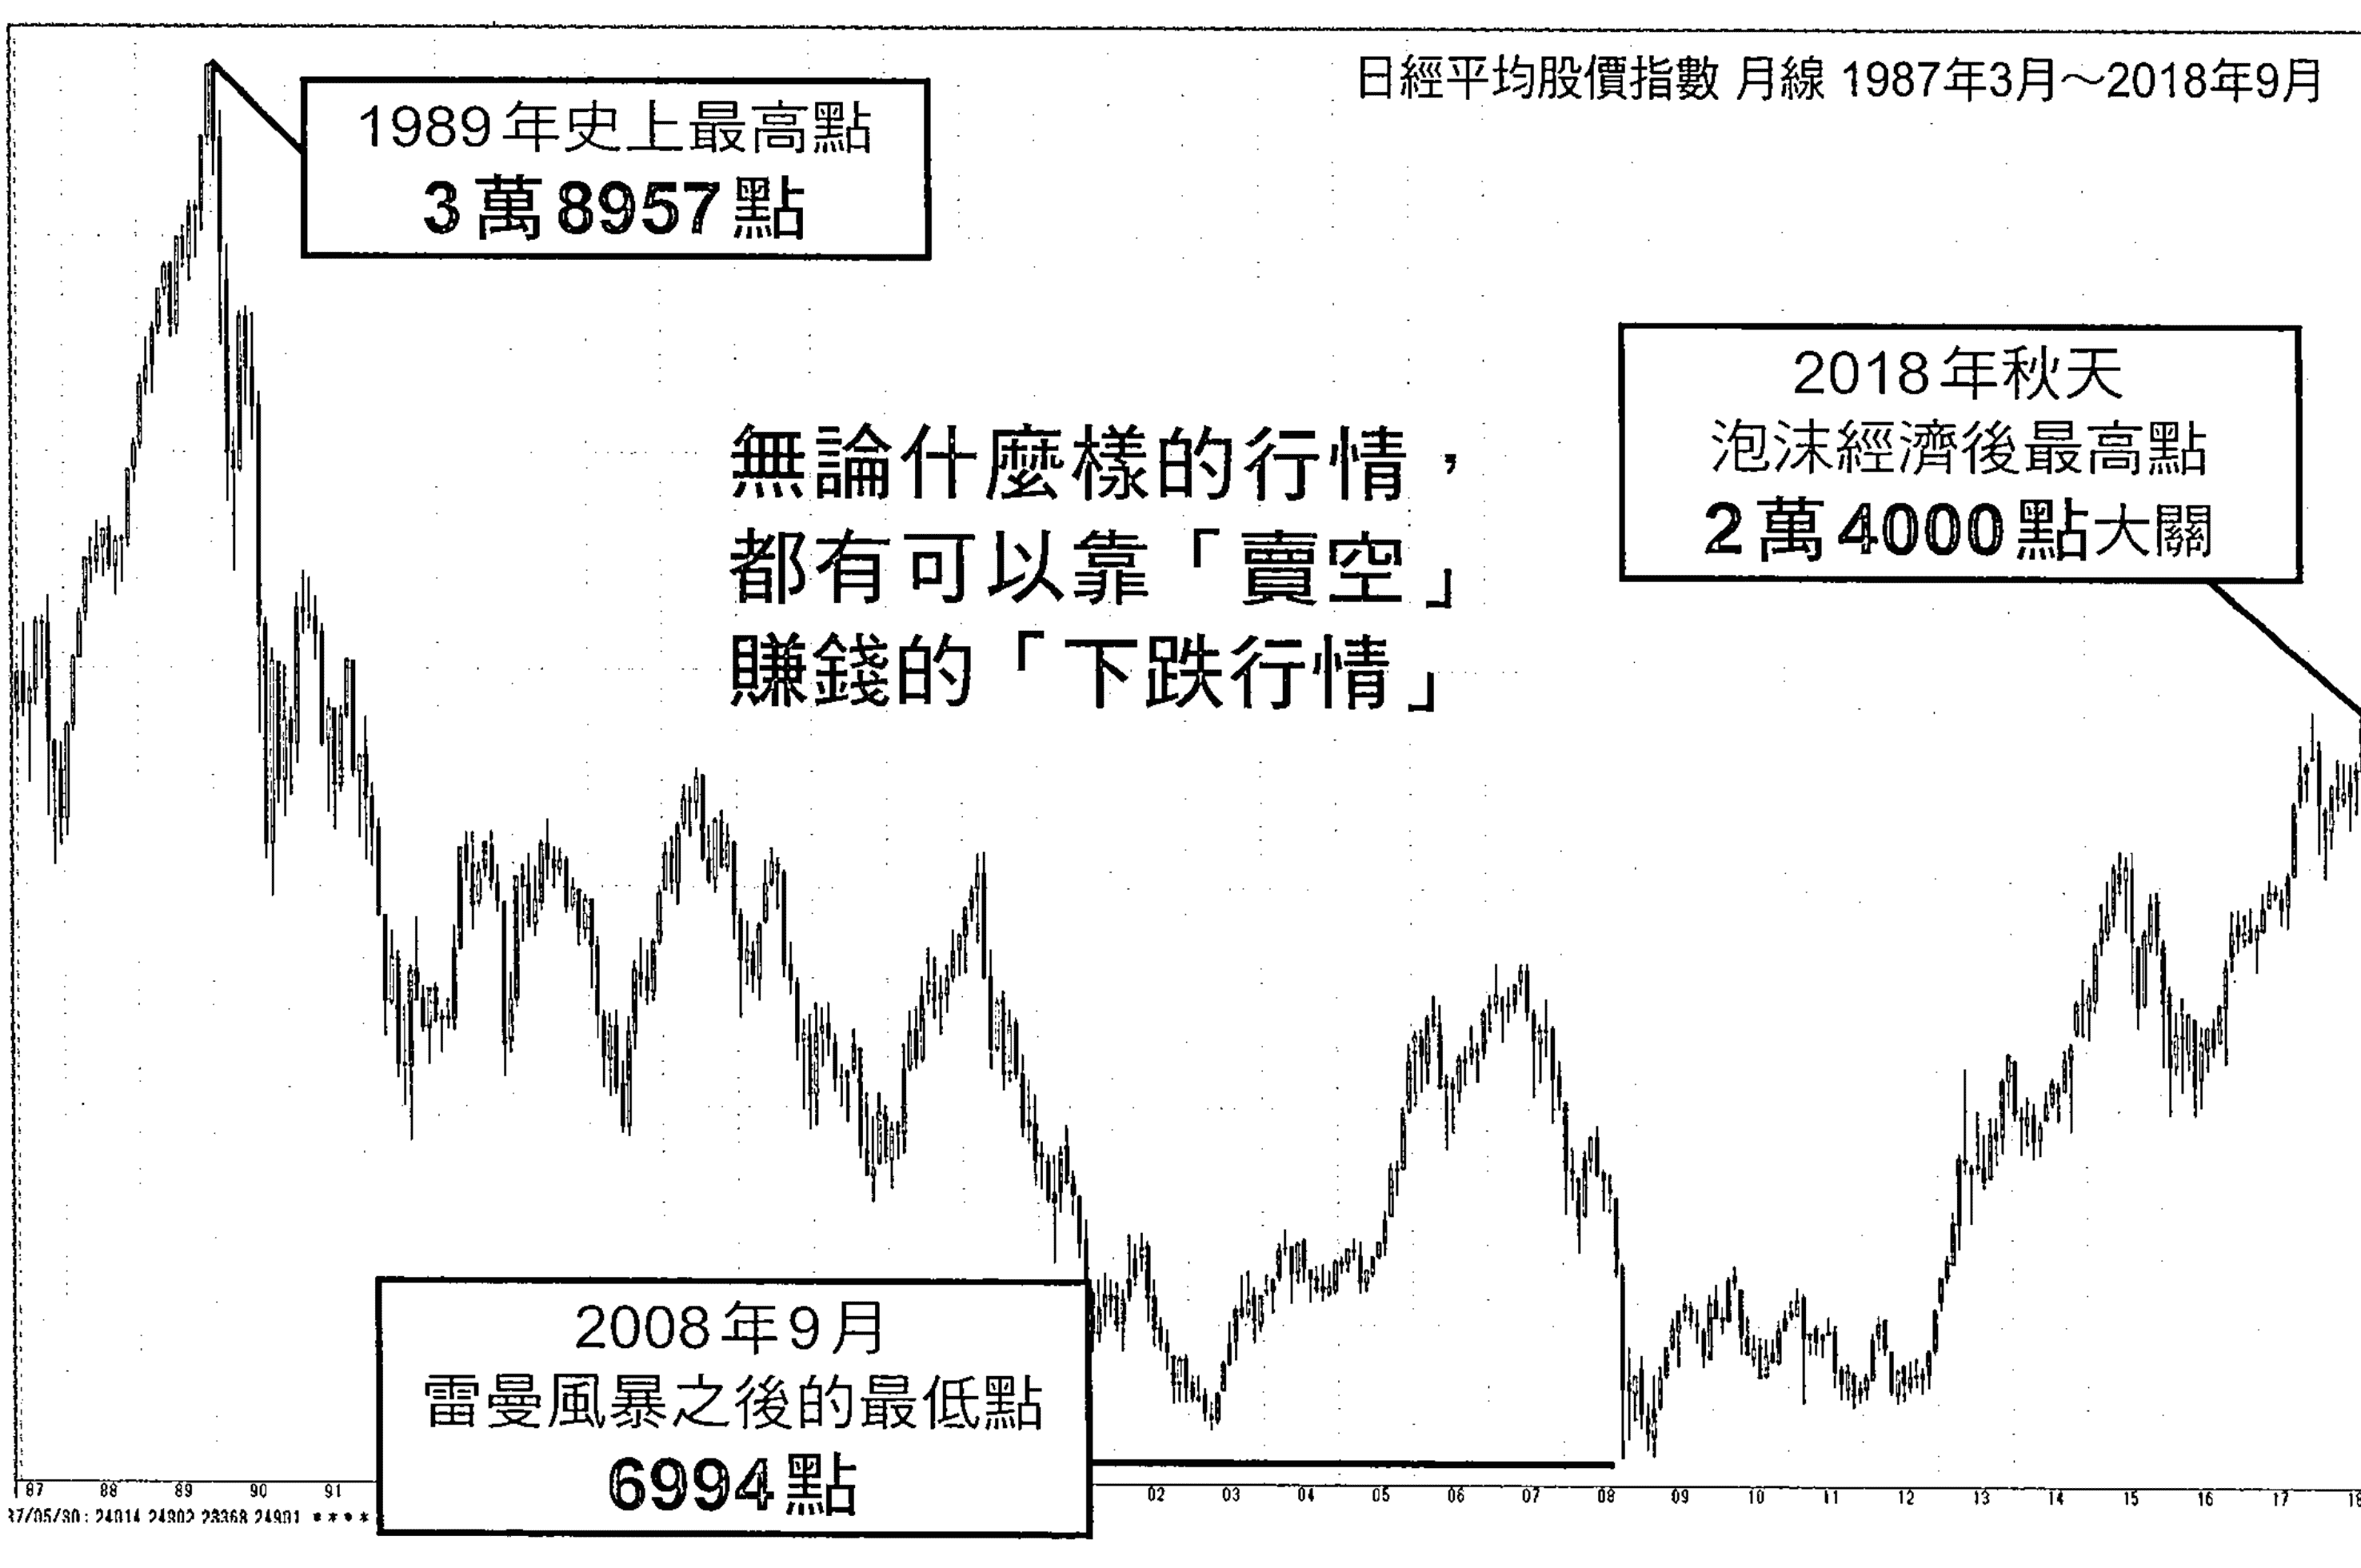 日經平均股價指數 月線 1987年3月～2018年9月
1989年史上最高點
3萬8957點
2018年秋天
泡沫經濟後最高點
2萬4000點大關
無論什麼樣的行情，
都有可以靠「賣空」
賺錢的「下跌行情」
2008年9月
雷曼風暴之後的最低點
6994點
87 88 89 90 91 02 03 04 05 06 07 08 09 10 11 12 13 14 15 16 17 18